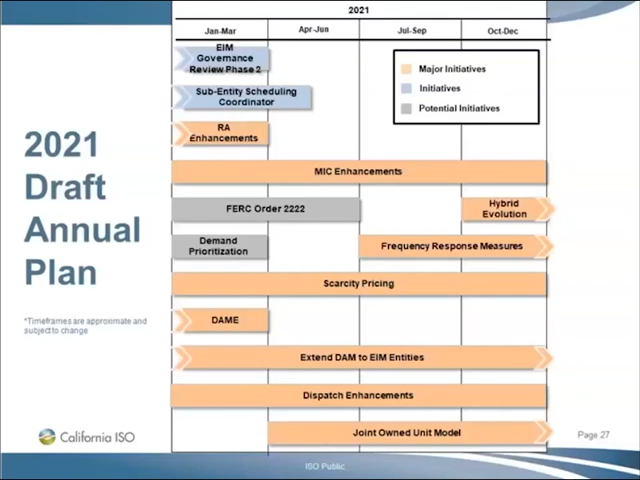 2021
Jan-Mar
Apr-Jun
Jul-Sep
Oct-Dec
EIM
Governance
Review Phase 2
Major Initiatives
Initiatives
Potential Initiatives
Sub-Entity Scheduling
Coordinator
RA
Enhancements
2021
Draft
Annual
Plan
MIC Enhancements
FERC Order 2222
Hybrid
Evolution
Demand
Prioritization
Frequency Response Measures
Scarcity Pricing
*Timeframes are approximate and
subject to change
DAME
Extend DAM to EIM Entities
Dispatch Enhancements
California ISO
Joint Owned Unit Model
Page 27
ISO Public